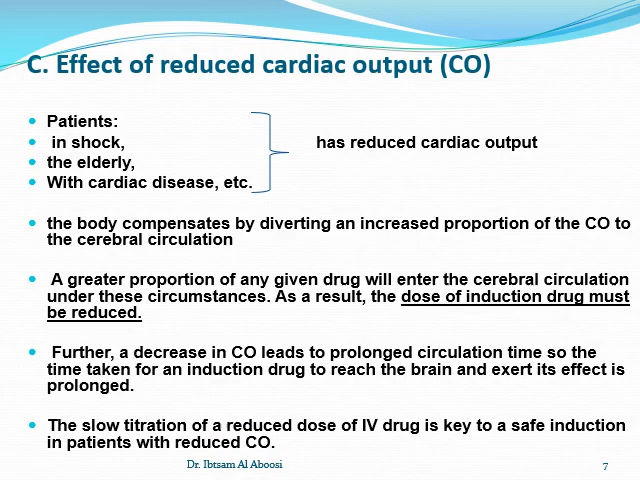 C. Effect of reduced cardiac output (CO)
Patients:
in shock, has reduced cardiac output
the elderly,
With cardiac disease, etc.
the body compensates by diverting an increased proportion of the CO to
the cerebral circulation
A greater proportion of any given drug will enter the cerebral circulation
under these circumstances. As a result, the dose of induction drug must
be reduced.
Further, a decrease in CO leads to prolonged circulation time so the
time taken for an induction drug to reach the brain and exert its effect is
prolonged.
The slow titration of a reduced dose of IV drug is key to a safe induction
in patients with reduced CO.
Dr. Ibtsam Al Aboosi 7